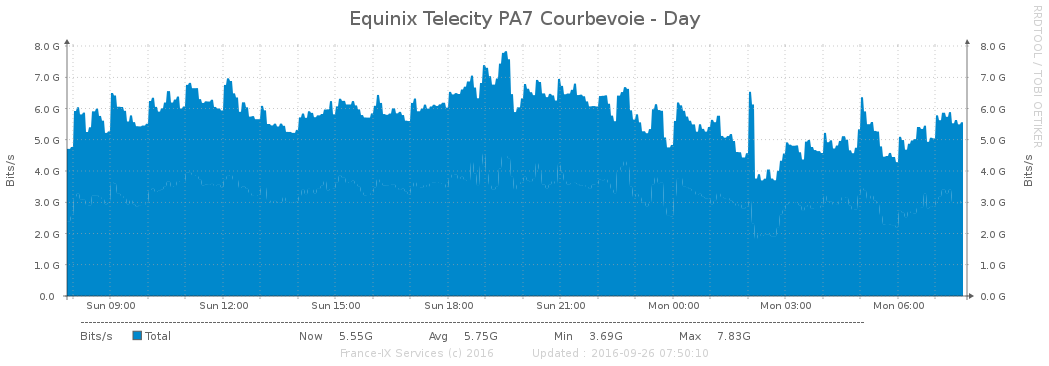 Equinix Telecity PA7 Courbevoie - Day
RRDTOOL / TOBI OETIKER
Bits/s
8.0 G
7.0 G
6.0 G
5.0 G
4.0 G
3.0 G
2.0 G
1.0 G
0.0
8.0 G
7.0 G
6.0 G
5.0 G
4.0 G
3.0 G
2.0 G
1.0 G
0.0 G
Bits/s
Sun 09:00 Sun 12:00 Sun 15:00 Sun 18:00 Sun 21:00 Mon 00:00 Mon 03:00 Mon 06:00
Bits/s Total Now 5.55G Avg 5.75G Min 3.69G Max 7.83G
France-IX Services (c) 2016 Updated : 2016-09-26 07:50:10